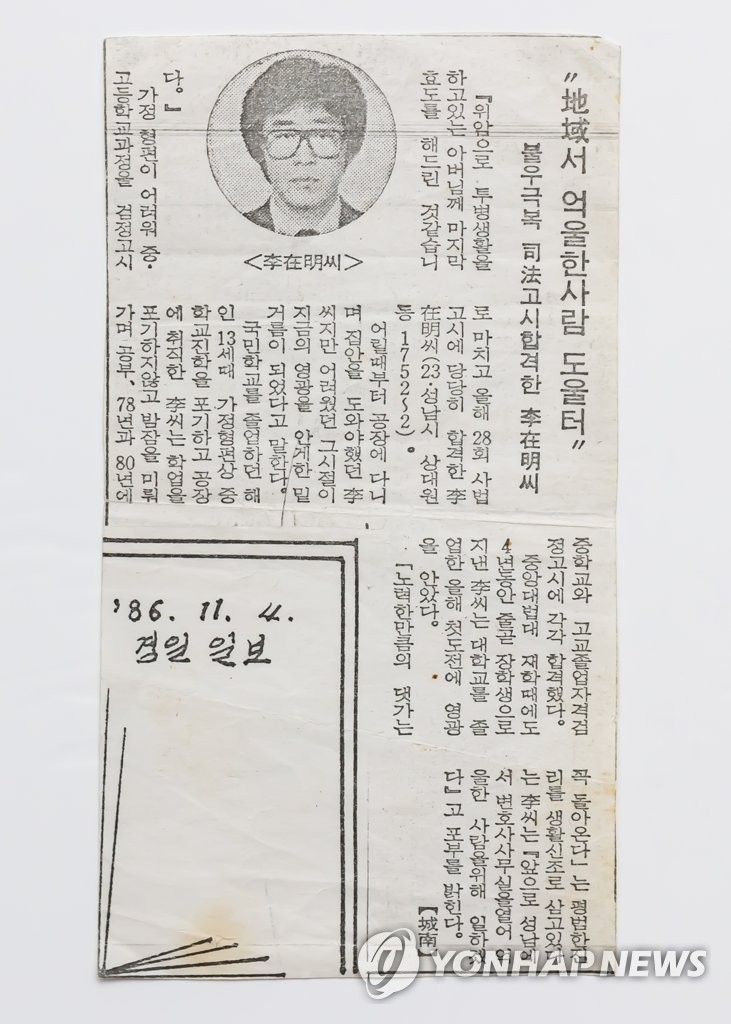 ”地域서 억울한사람 도울터”
불우극복 司法고시합격한 李在明씨
『위암으로 투병생활을
하고있는 아버님께 마지막
효도를 해드린 것같습니
다。』
<李在明씨>
가정 형편이 어려워 중·
고등학교과정을 검정고시
로 마치고 올해 28회 사법
고시에 당당히 합격한 李
在明씨(23·성남시 상대원
동 1752~2)。
어릴때부터 공장에 다니
며 집안을 도와야했던 李
씨지만 어려웠던 그시절이
지금의 영광을 안게한 밑
거름이 되었다고 말한다。
국민학교를 졸업하던 해
인 13세때 가정형편상 중
학교진학을 포기하고 공장
에 취직한 李씨는 학업을
포기하지않고 밤잠을 미뤄
가며 공부、78년과 80년에
중학교와 고교졸업자격검
정고시에 각각 합격했다。
중앙대법대 재학때에도
4년동안 줄곧 장학생으로
지낸 李씨는 대학교를 졸
업한 올해 첫도전에 영광
을 안았다。
「노력한만큼의 댓가는
꼭 돌아온다」는 평범한진
리를 생활신조로 삼고있다
는 李씨는『앞으로 성남에
서 변호사사무실을열어 억
울한 사람을위해 일하겠
다』고 포부를 밝힌다。
【城南】
'86. 11. 4.
경일 일보
YONHAP NEWS